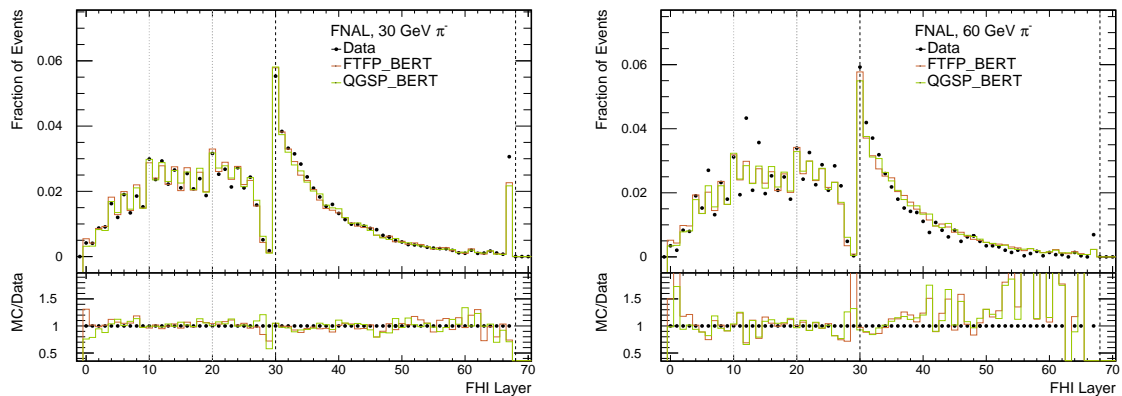 FNAL, 30 GeV π-
Data
FTFP_BERT
QGSP_BERT
Fraction of Events
0.06
0.04
0.02
0
MC/Data
1.5
1
0.5
0 10 20 30 40 50 60 70
FHI Layer
FNAL, 60 GeV π-
Data
FTFP_BERT
QGSP_BERT
Fraction of Events
0.06
0.04
0.02
0
MC/Data
1.5
1
0.5
0 10 20 30 40 50 60 70
FHI Layer